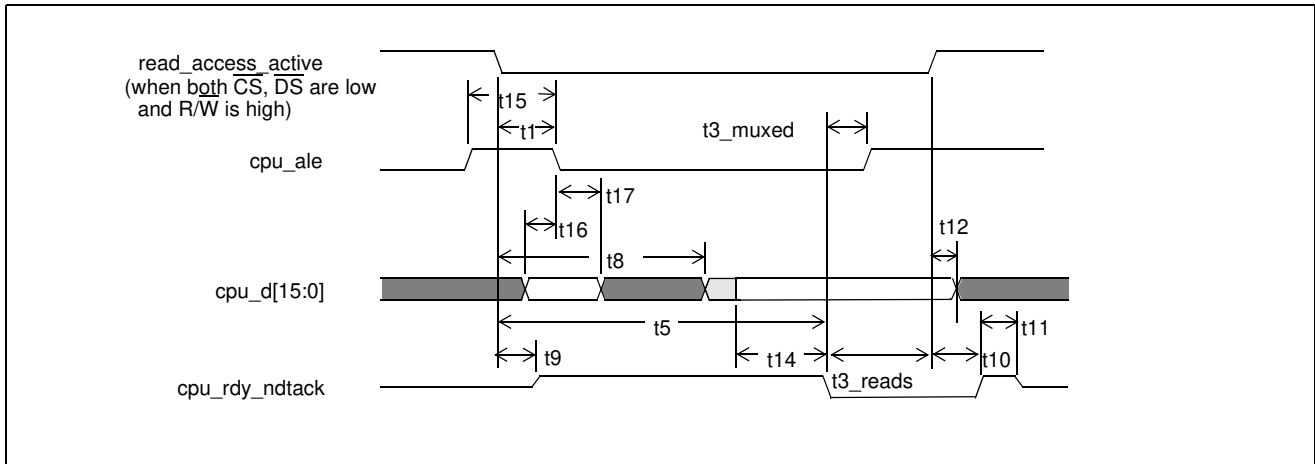 read_access_active
(when both CS, DS are low
and R/W is high)
t15
t1
t3_muxed
cpu_ale
t17
t16
t12
t8
cpu_d[15:0]
t5
t11
t9
t14
t10
t3_reads
cpu_rdy_ndtack